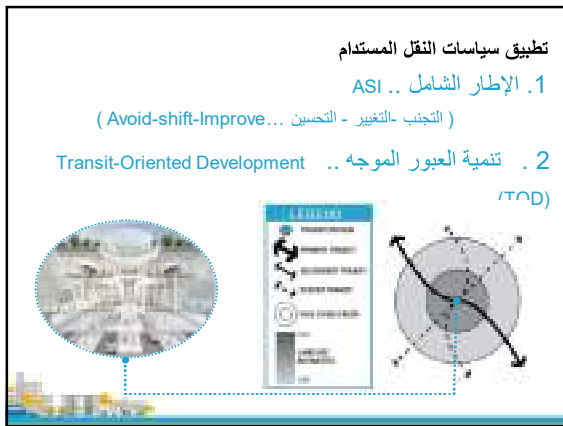 تطبيق سياسات النقل المستدام
1. الإطار الشامل .. ASI
( التجنب -التغيير - التحسين ...Avoid-shift-Improve )
2 . تنمية العبور الموجه .. Transit-Oriented Development
(TOD)
LEGEND